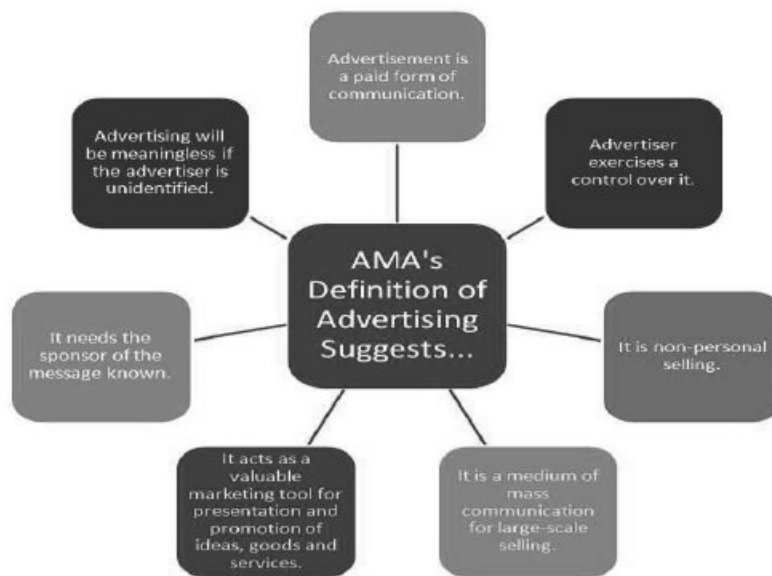 Advertisement is
a paid form of
communication.
Advertising will
be meaningless if
the advertiser is
unidentified.
Advertiser
exercises a
control over it.
AMA's
Definition of
Advertising
Suggests...
It needs the
sponsor of the
message known.
It is non-personal
selling.
It acts as a
valuable
marketing tool for
presentation and
promotion of
ideas, goods and
services.
It is a medium of
mass
communication
for large-scale
selling.